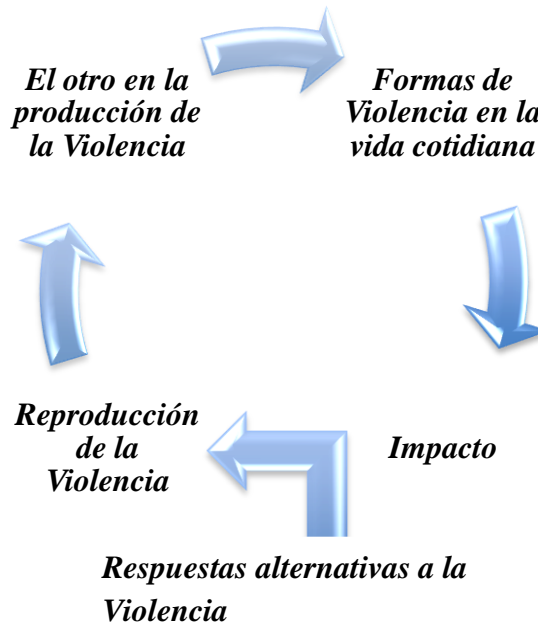 El otro en la
producción de
la Violencia
Formas de
Violencia en la
vida cotidiana
Reproducción
de la
Violencia
Impacto
Respuestas alternativas a la
Violencia